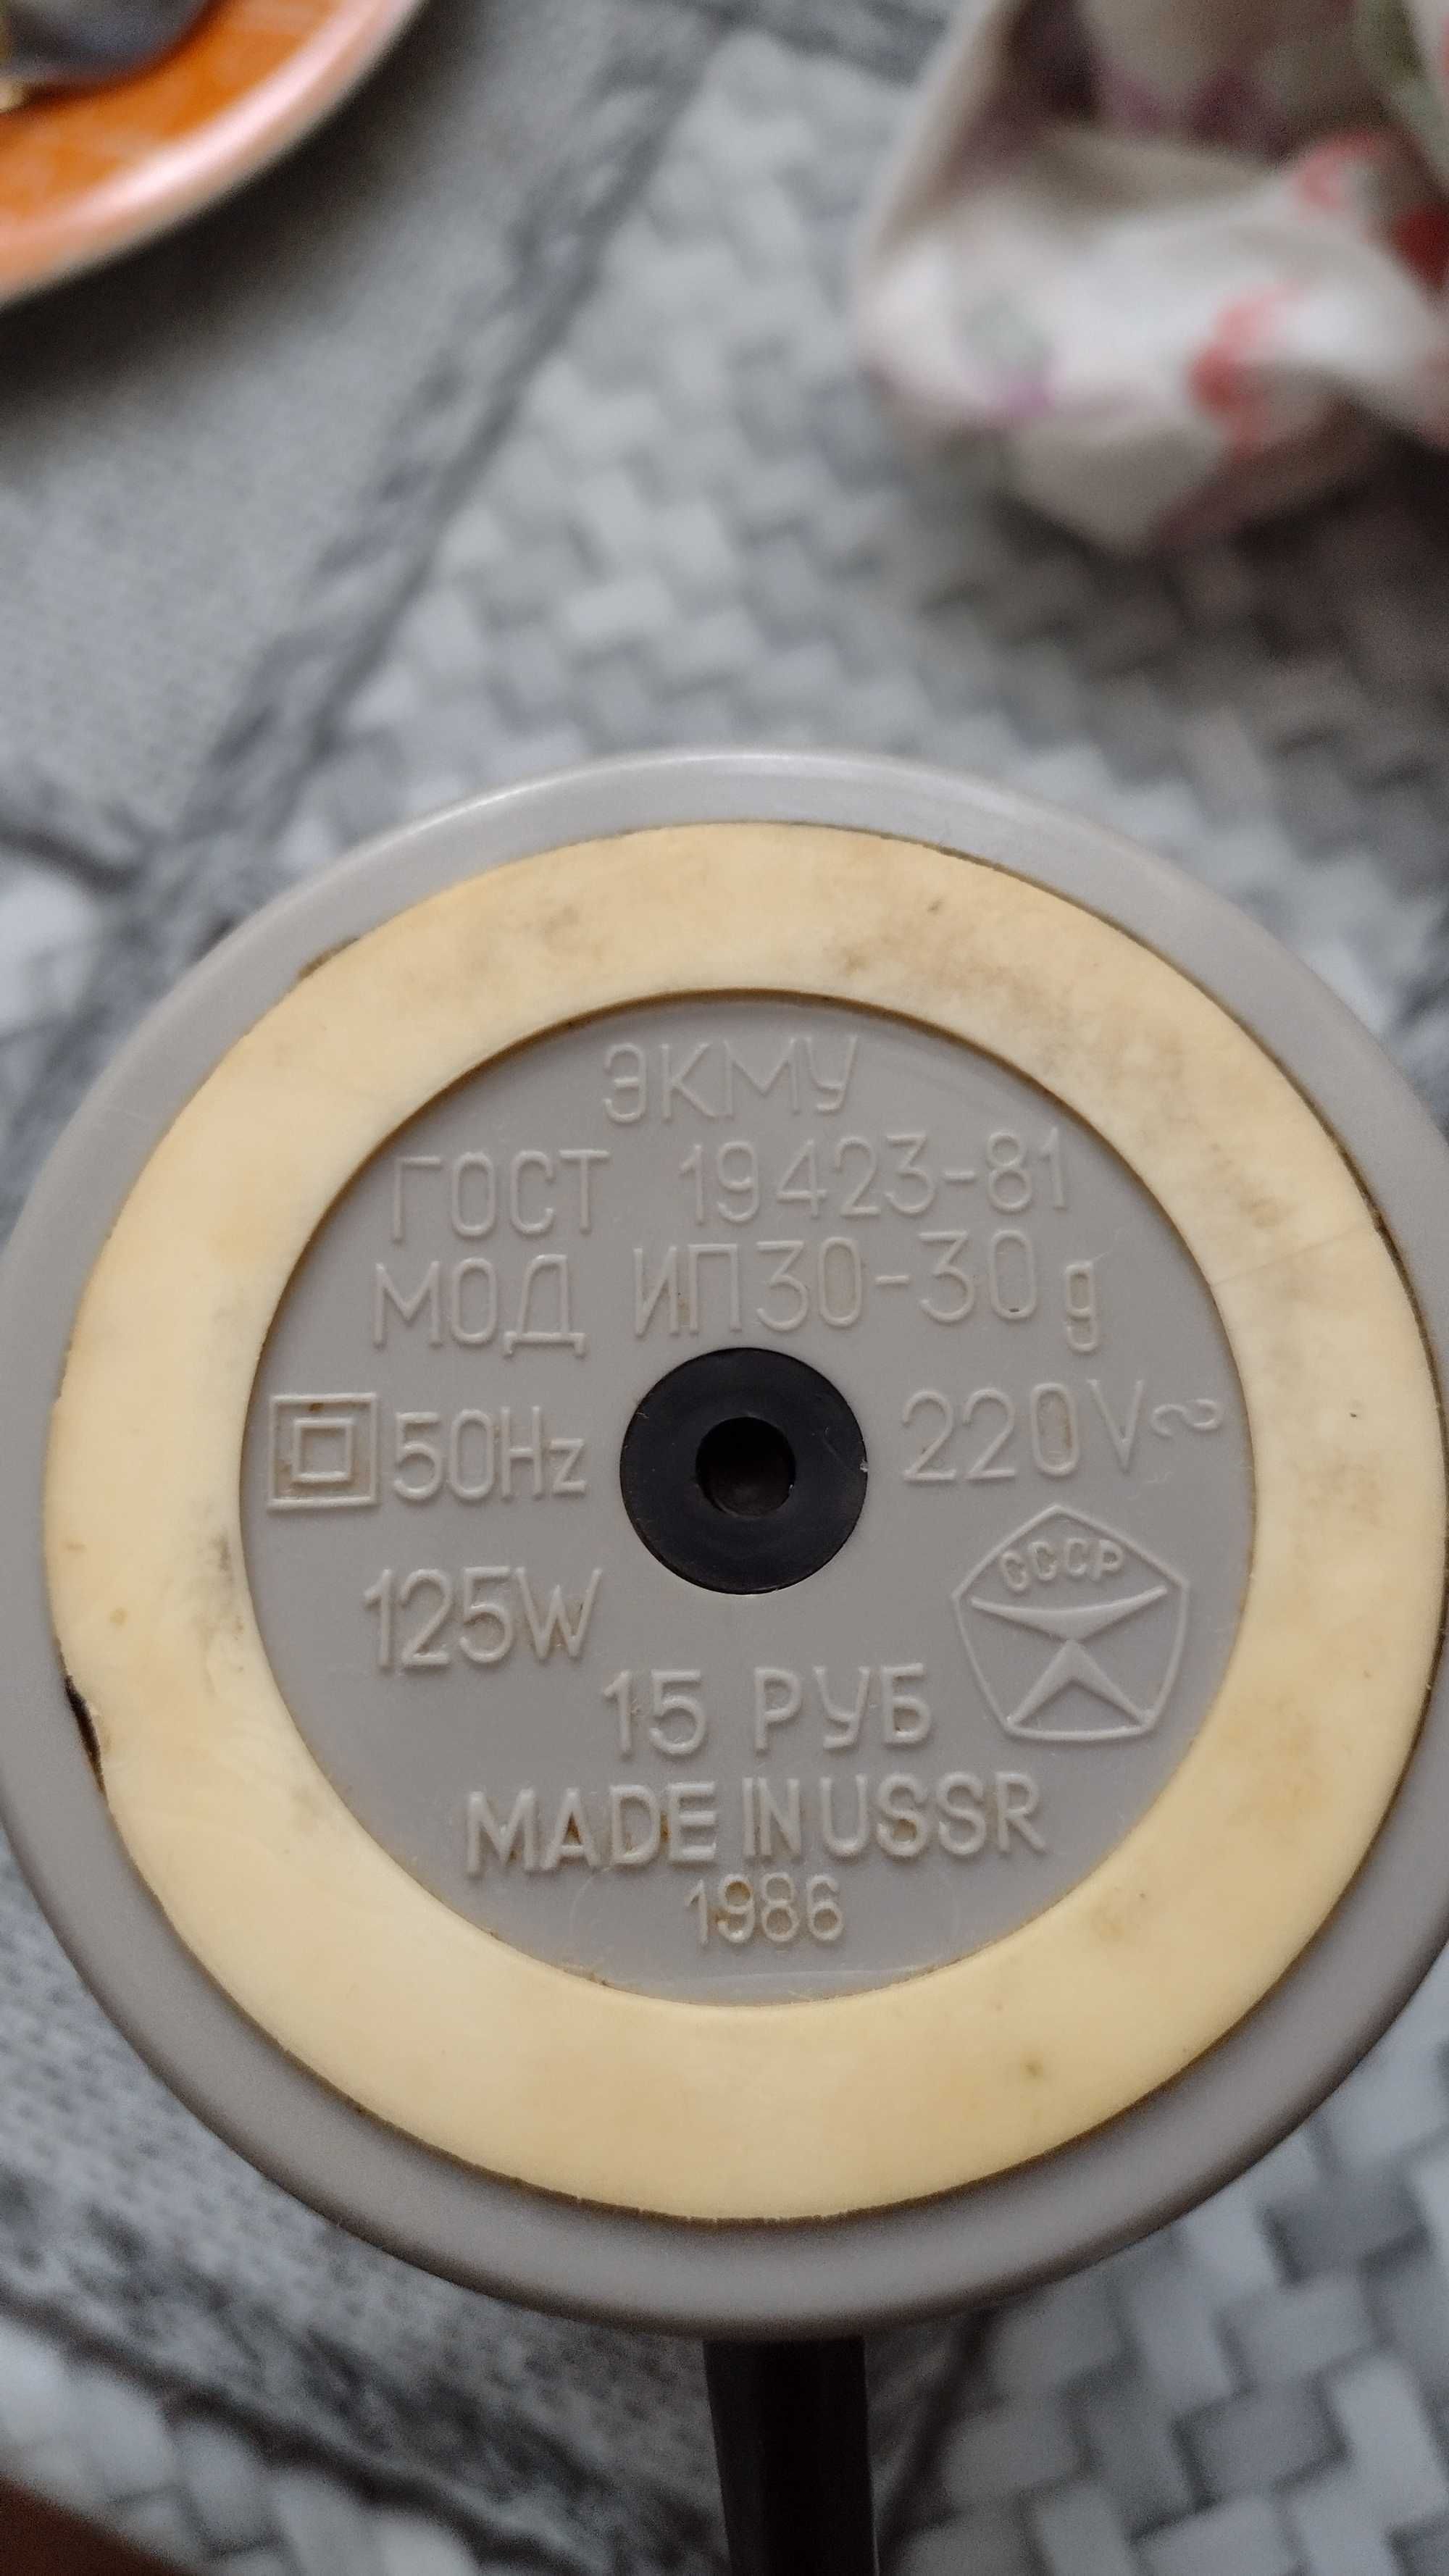 ЭКМУ
ГОСТ 19423-81
МОД ИП30-30 g
50Hz 220V~
125W
СССР
15 РУБ
MADE IN USSR
1986